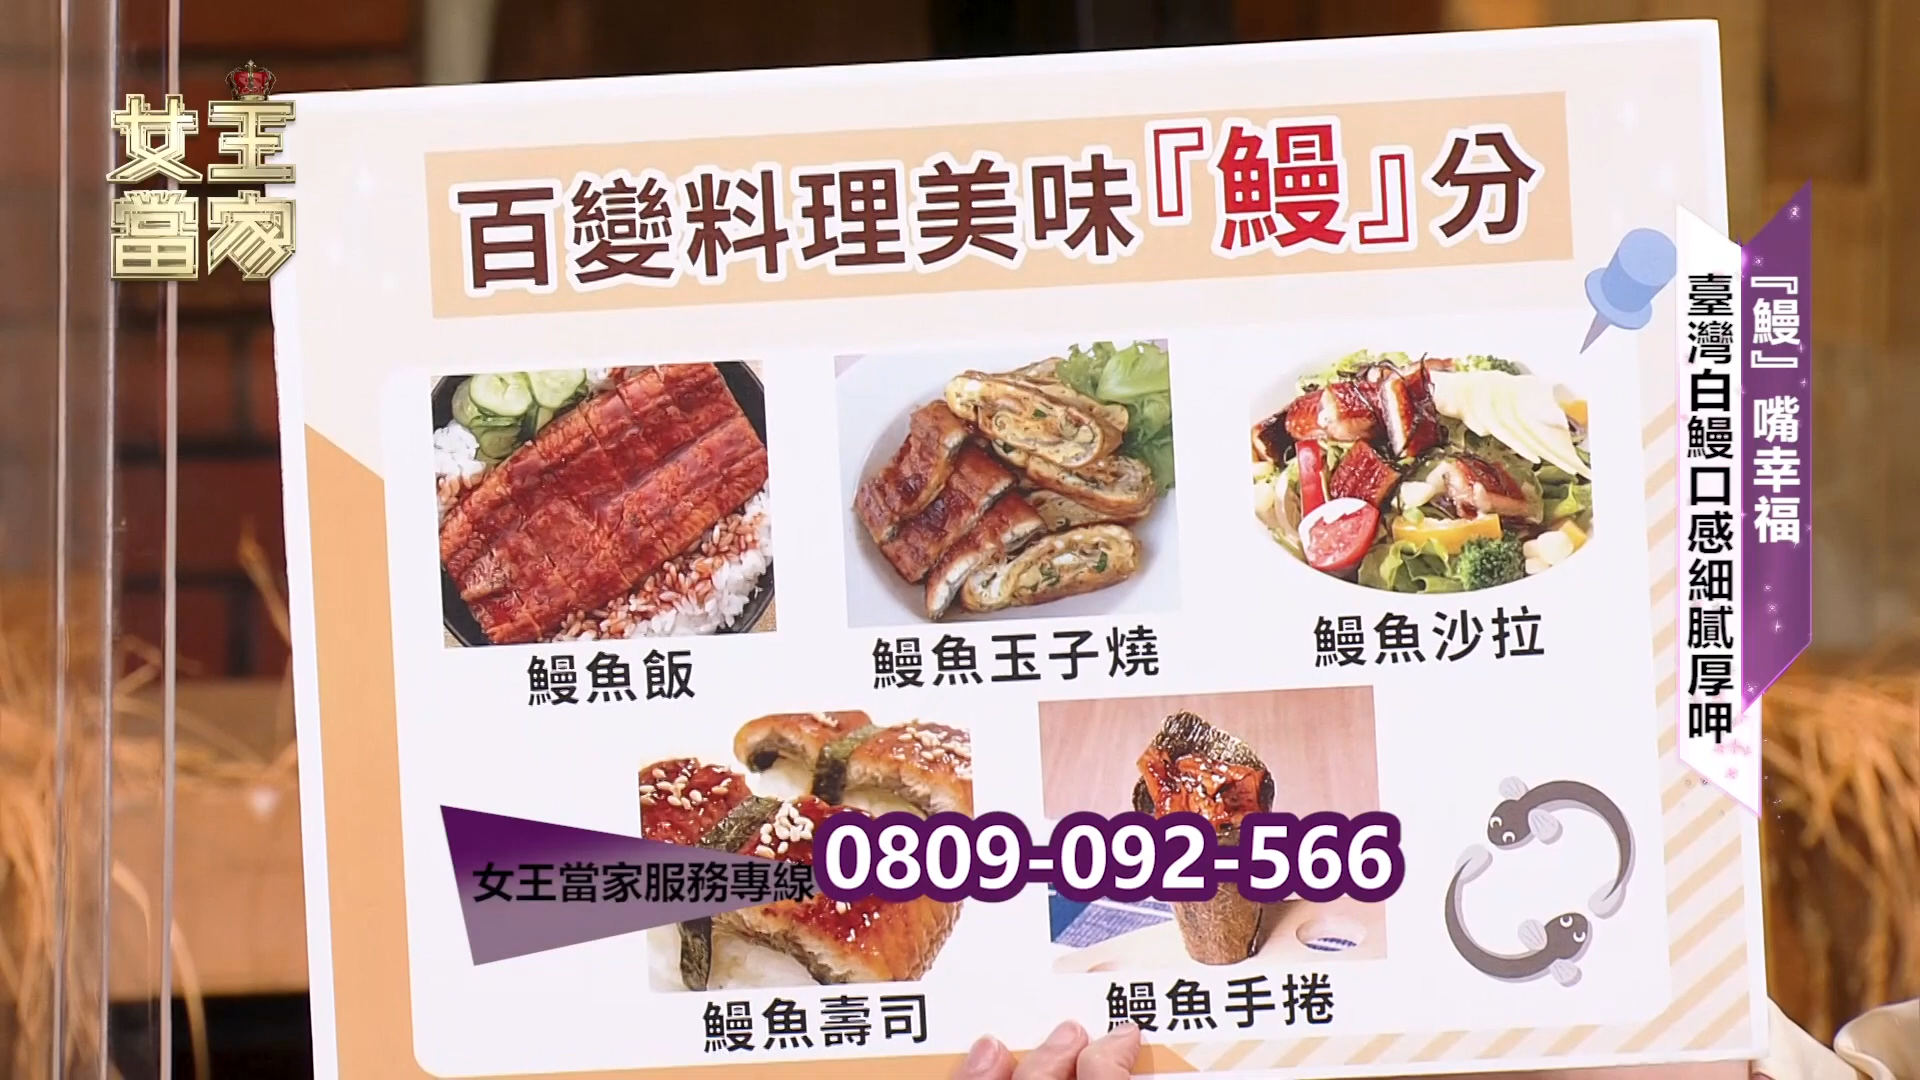 女王
當家
百變料理美味『鰻』分
鰻魚飯
鰻魚玉子燒
鰻魚沙拉
鰻魚壽司
鰻魚手捲
女王當家服務專線
0809-092-566
『鰻』嘴幸福
臺灣白鰻口感細膩厚呷